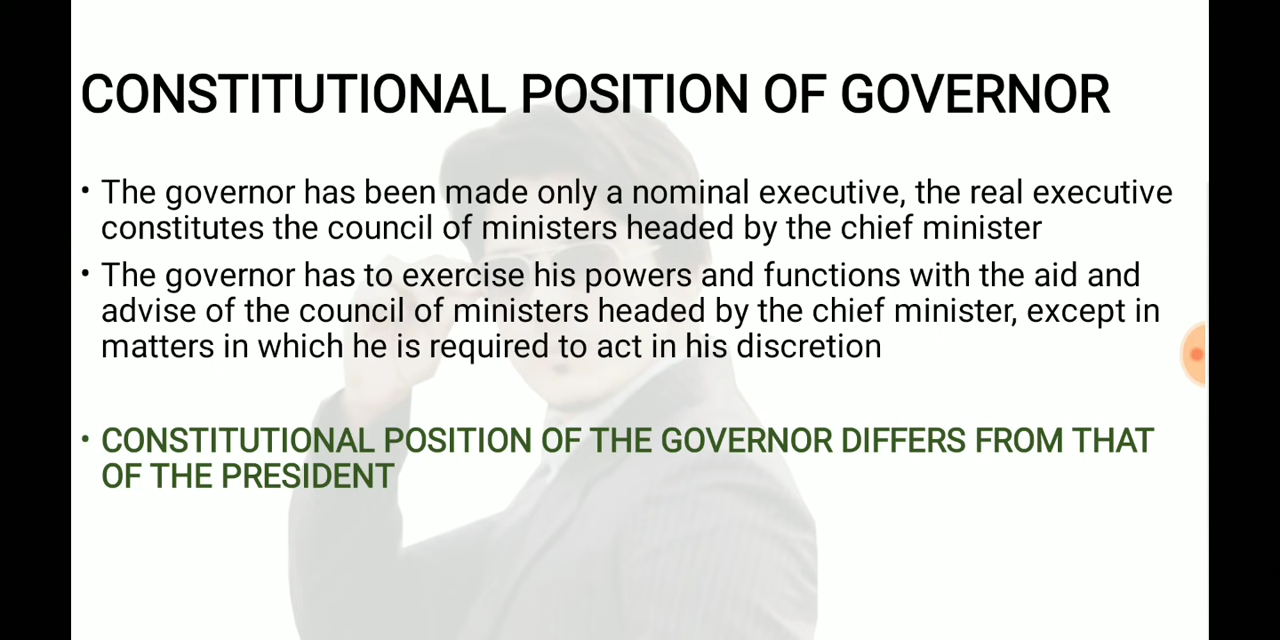 CONSTITUTIONAL POSITION OF GOVERNOR
• The governor has been made only a nominal executive, the real executive
constitutes the council of ministers headed by the chief minister
• The governor has to exercise his powers and functions with the aid and
advise of the council of ministers headed by the chief minister, except in
matters in which he is required to act in his discretion
• CONSTITUTIONAL POSITION OF THE GOVERNOR DIFFERS FROM THAT
OF THE PRESIDENT